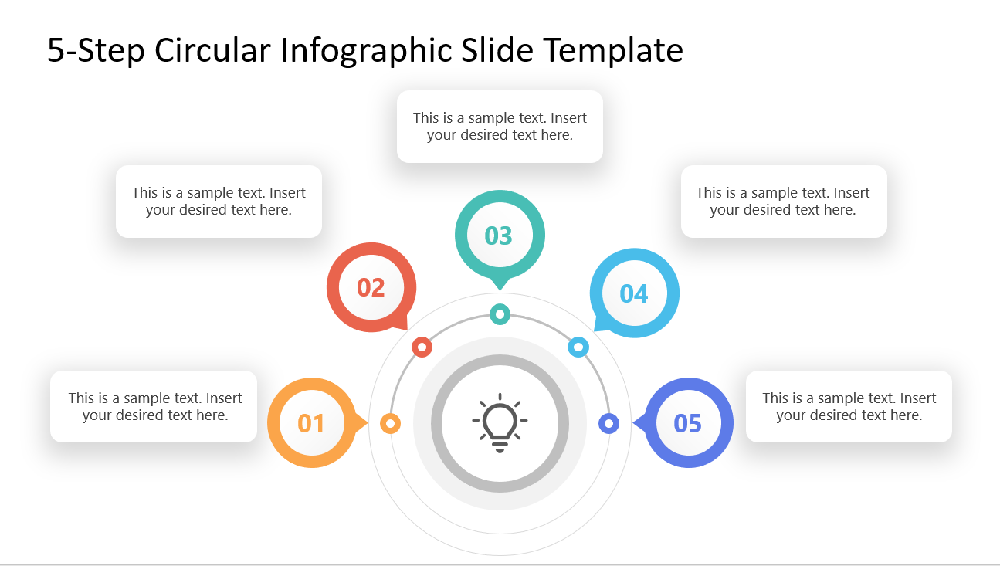 5-Step Circular Infographic Slide Template
This is a sample text. Insert
your desired text here.
01
This is a sample text. Insert
your desired text here.
02
This is a sample text. Insert
your desired text here.
03
This is a sample text. Insert
your desired text here.
04
This is a sample text. Insert
your desired text here.
05